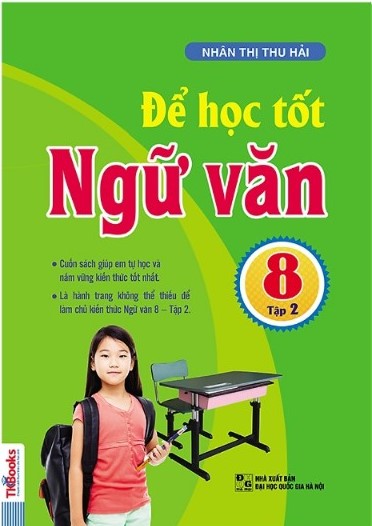 NHÂN THỊ THU HẢI
Để học tốt
Ngữ văn
8
Tập 2
• Cuốn sách giúp em tự học và
nắm vững kiến thức tốt nhất.
• Là hành trang không thể thiếu để
làm chủ kiến thức Ngữ văn 8 – Tập 2.
TKBooks
NHÀ XUẤT BẢN
ĐẠI HỌC QUỐC GIA HÀ NỘI